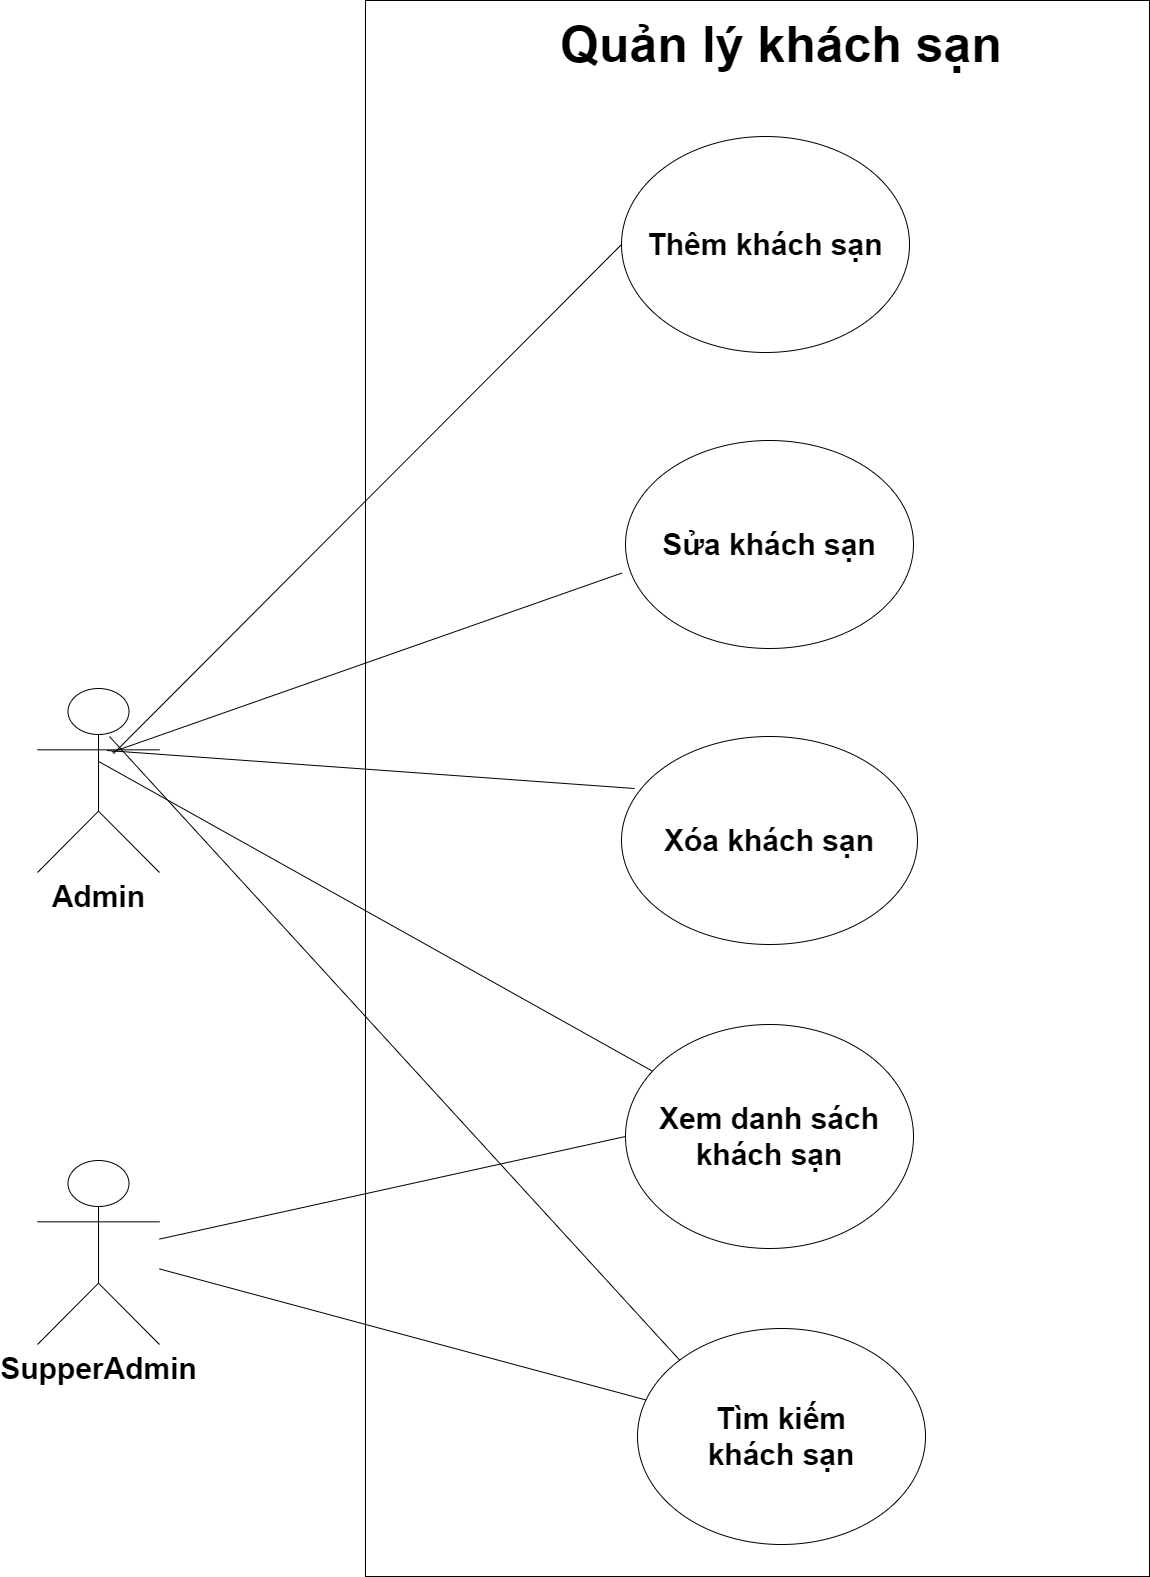 Quản lý khách sạn
Thêm khách sạn
Sửa khách sạn
Xóa khách sạn
Admin
Xem danh sách
khách sạn
SupperAdmin
Tìm kiếm
khách sạn